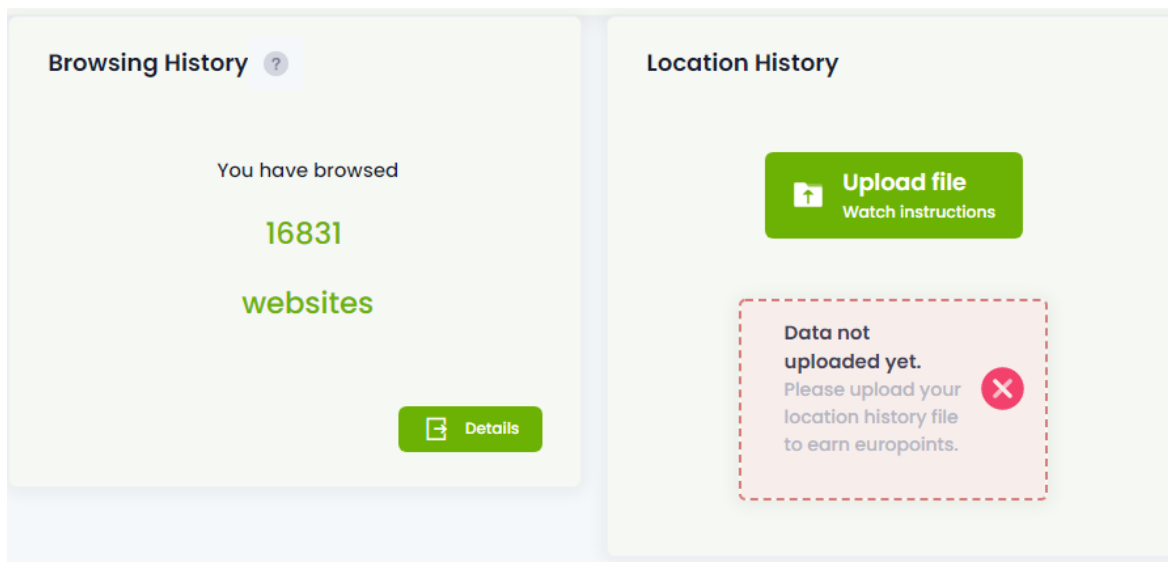 Browsing History ?
You have browsed
16831
websites
Details
Location History
Upload file
Watch instructions
Data not
uploaded yet.
Please upload your
location history file
to earn europoints.